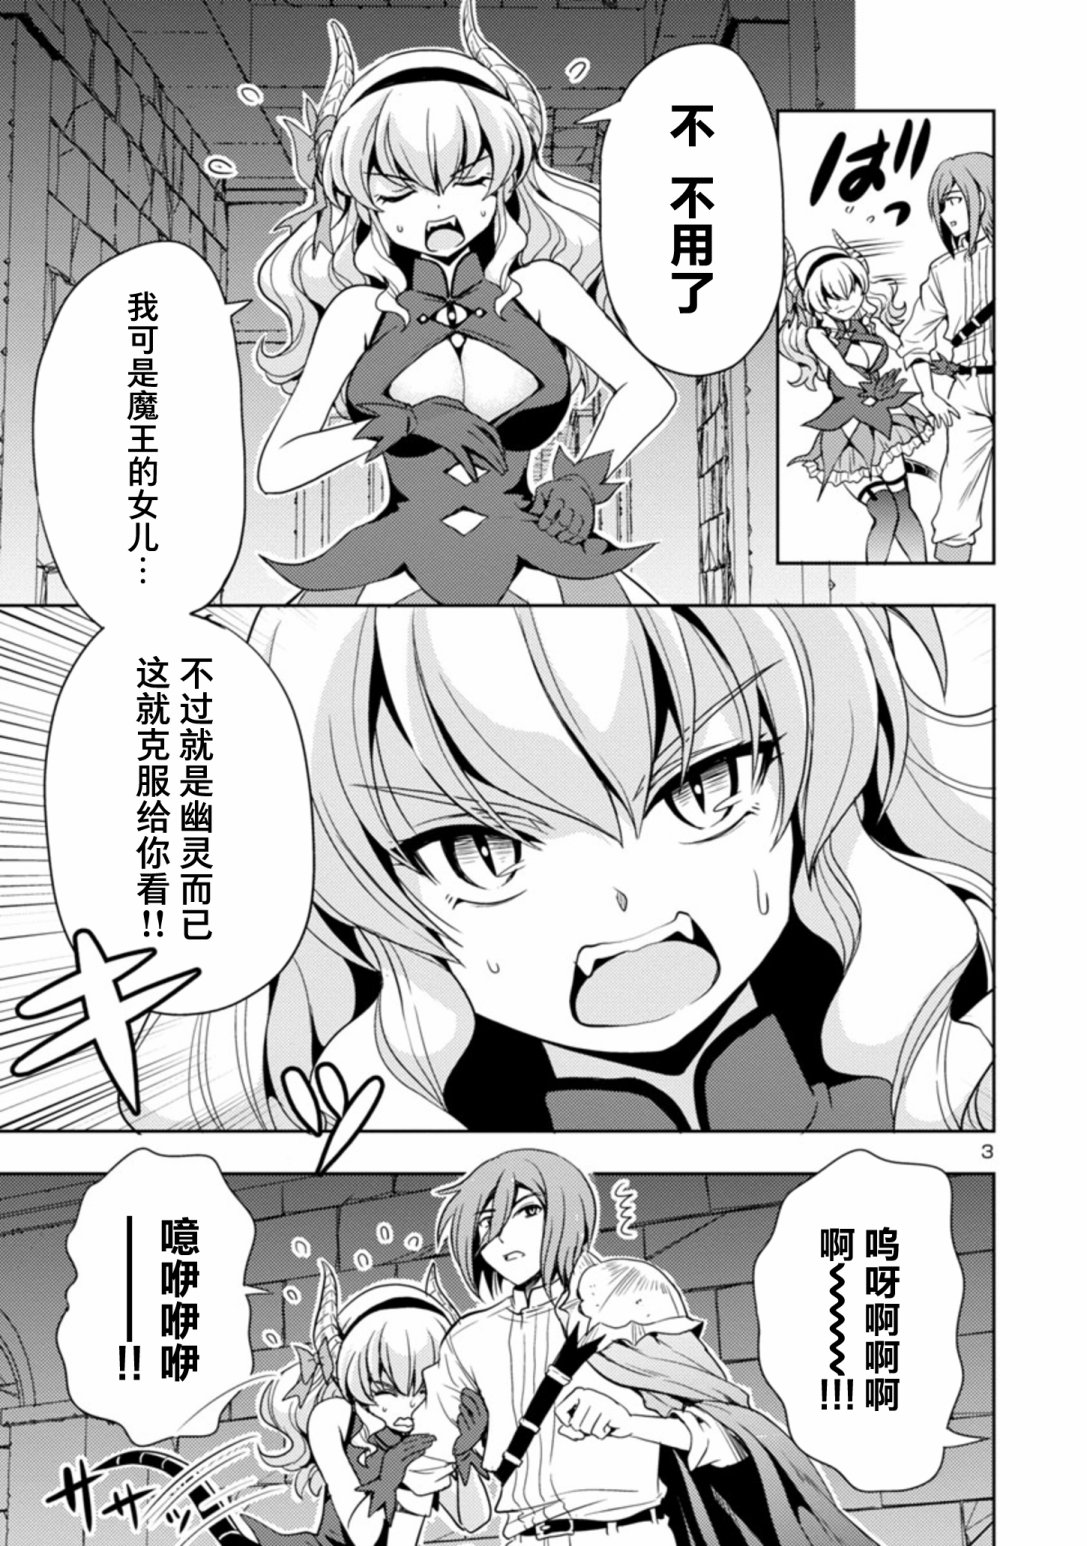 ばっ
不 不用了
我可是魔王的女儿…
不过就是幽灵而已
这就克服给你看!!
キッ
3
呜呀啊啊啊
啊~~~~!!!
噫咿咿咿
——!!
ササッ